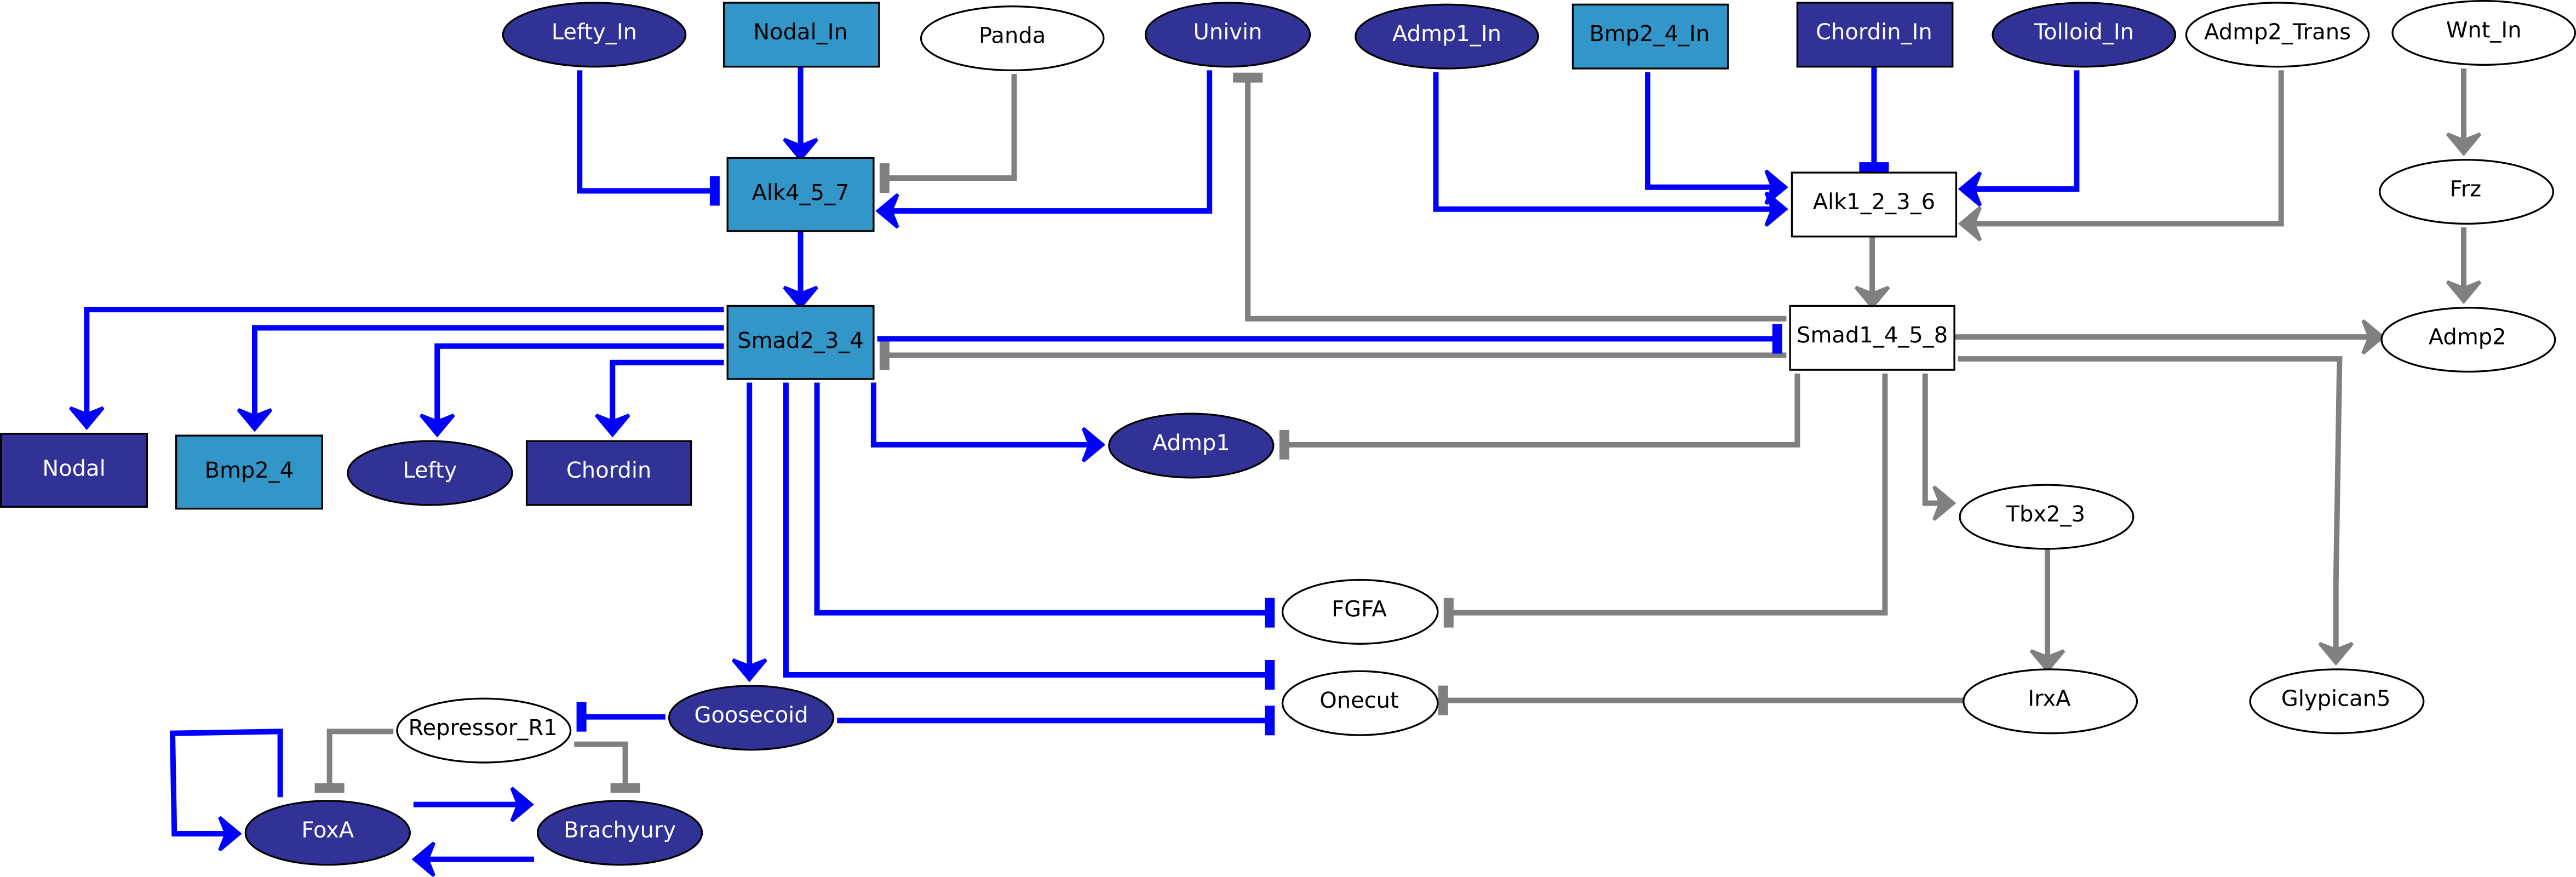 Lefty_In
Nodal_In
Panda
Univin
Admp1_In
Bmp2_4_In
Chordin_In
Tolloid_In
Admp2_Trans
Wnt_In
Alk4_5_7
Alk1_2_3_6
Frz
Smad2_3_4
Smad1_4_5_8
Admp2
Nodal
Bmp2_4
Lefty
Chordin
Admp1
Tbx2_3
FGFA
Repressor_R1
Goosecoid
Onecut
IrxA
Glypican5
FoxA
Brachyury